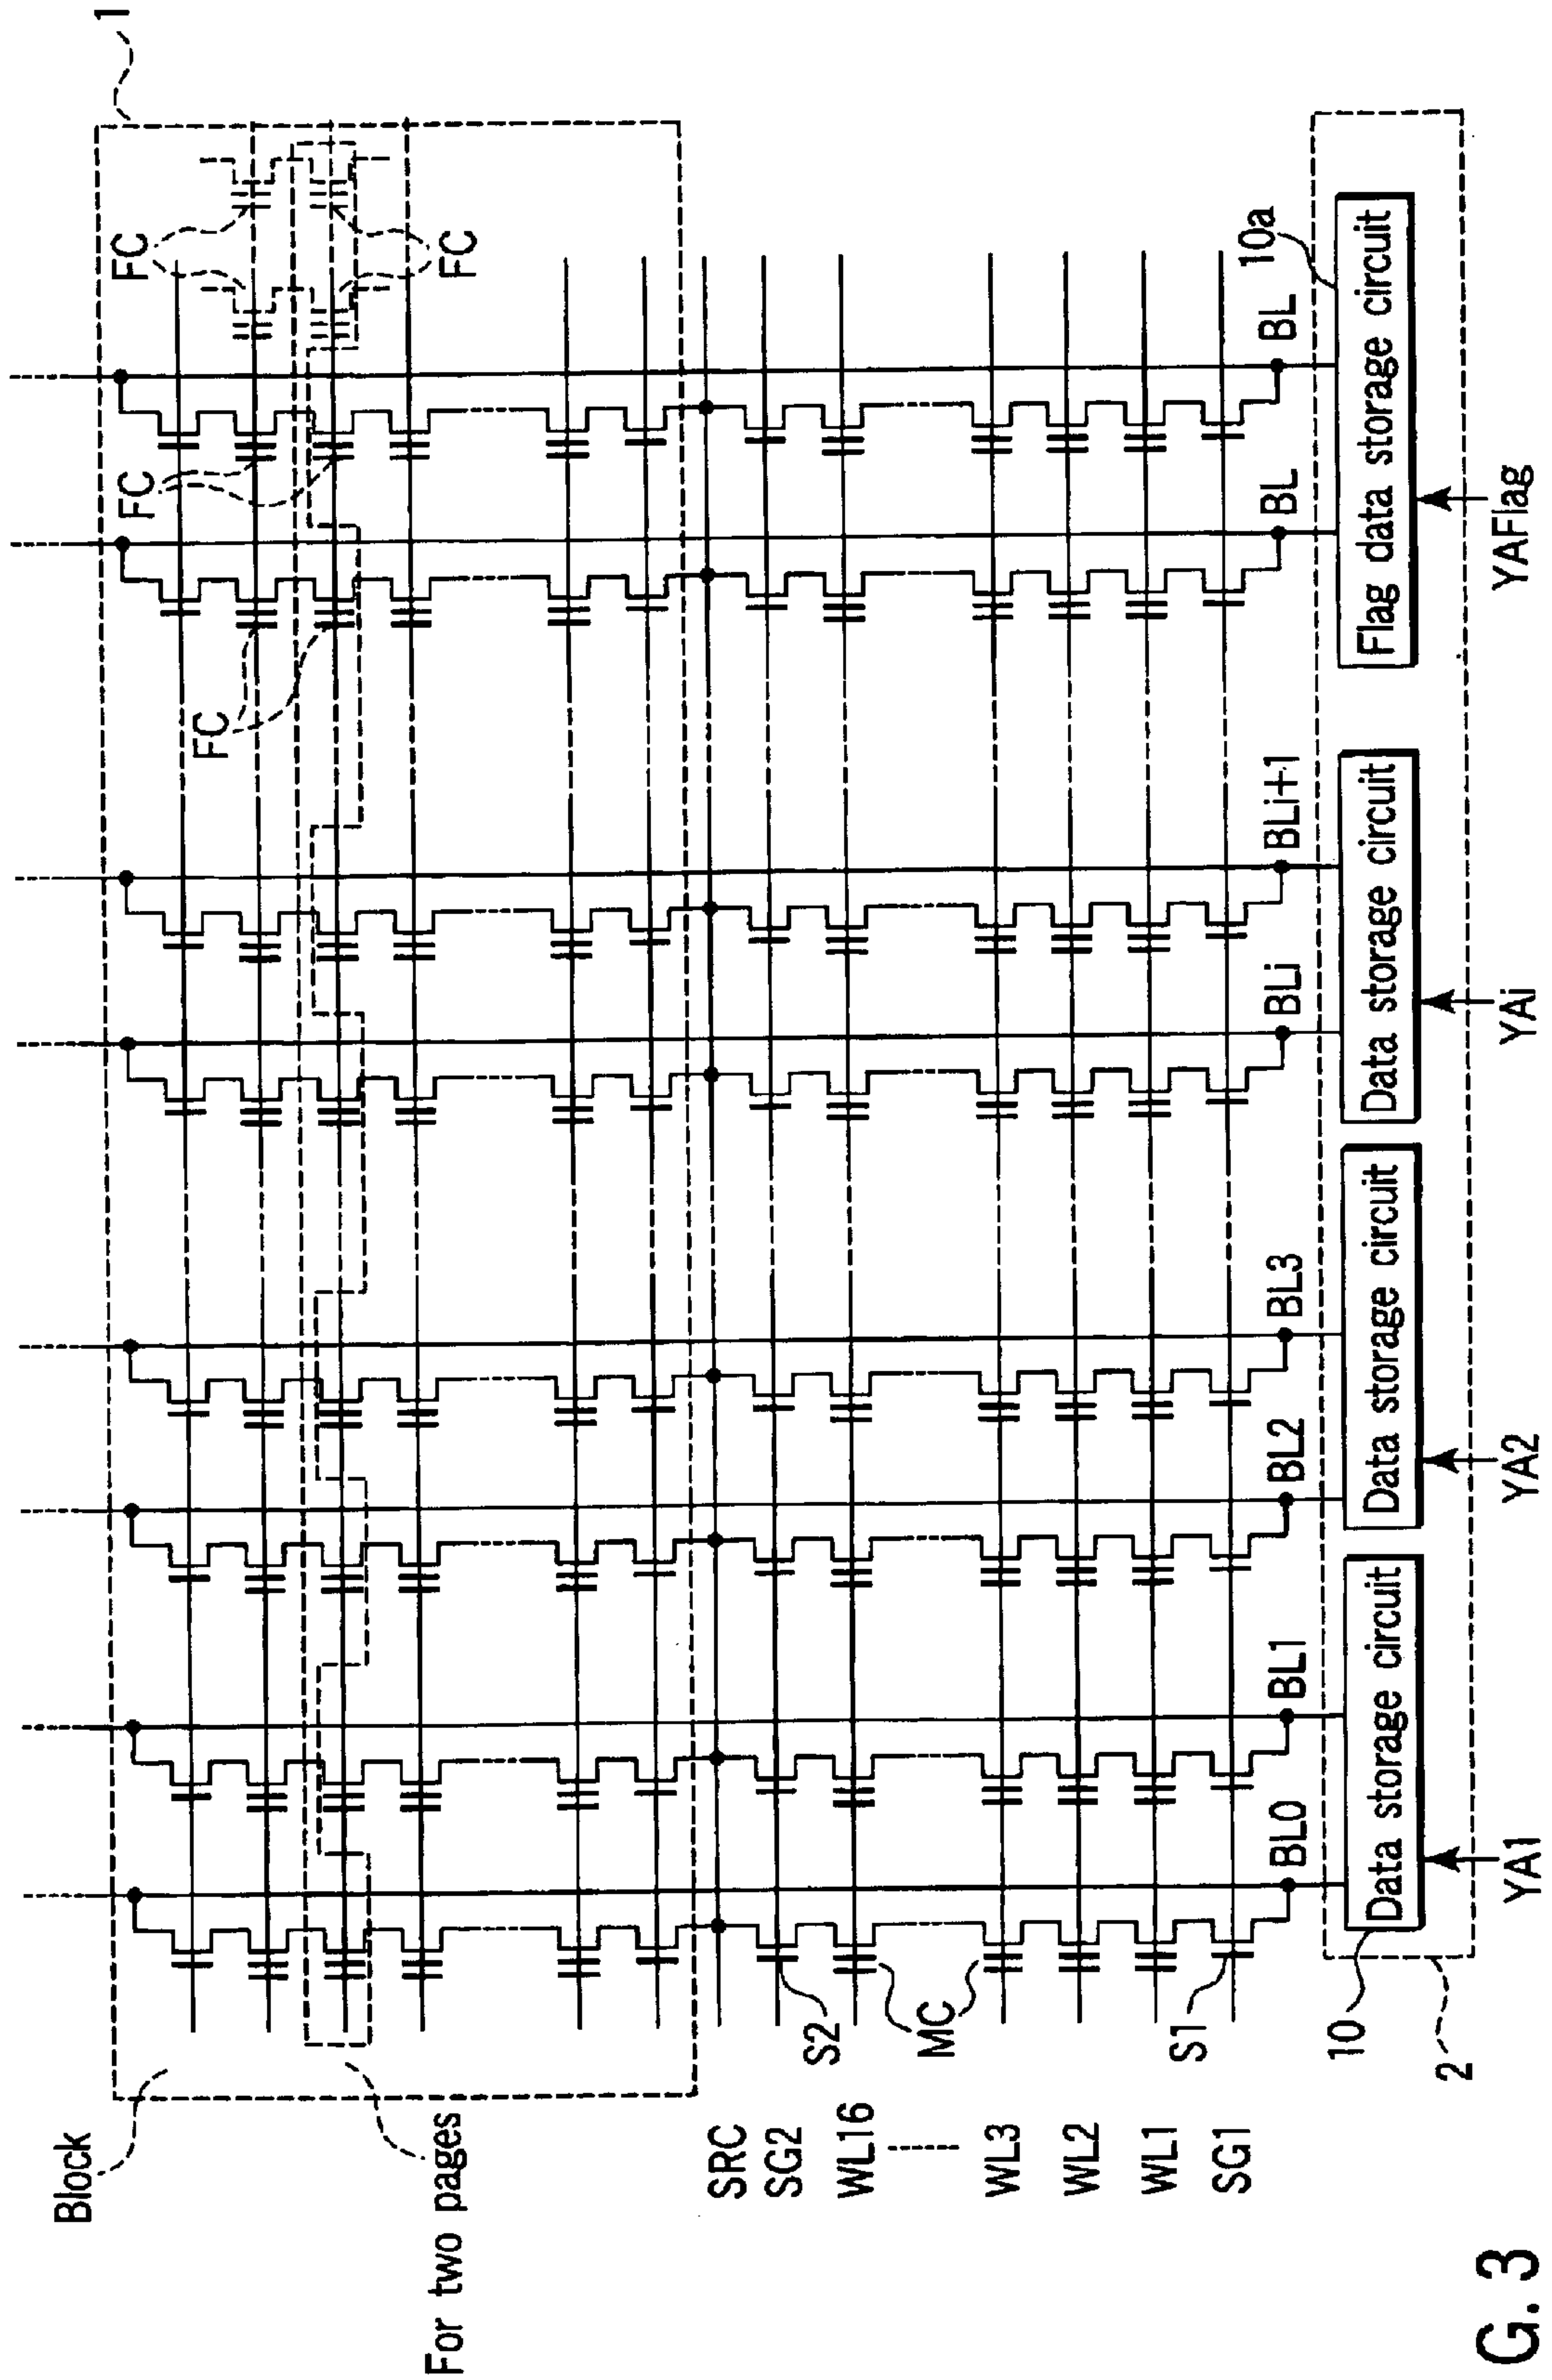 1
Block
For two pages
FC
FC
FC
FC
SRC
SG2
WL16
WL3
WL2
WL1
SG1
S2
MC
S1
BL0
BL1
BL2
BL3
BLi
BLi+1
BL
BL
10
10a
2
Data storage circuit
Data storage circuit
Data storage circuit
Flag data storage circuit
YA1
YA2
YAi
YAFlag
G. 3